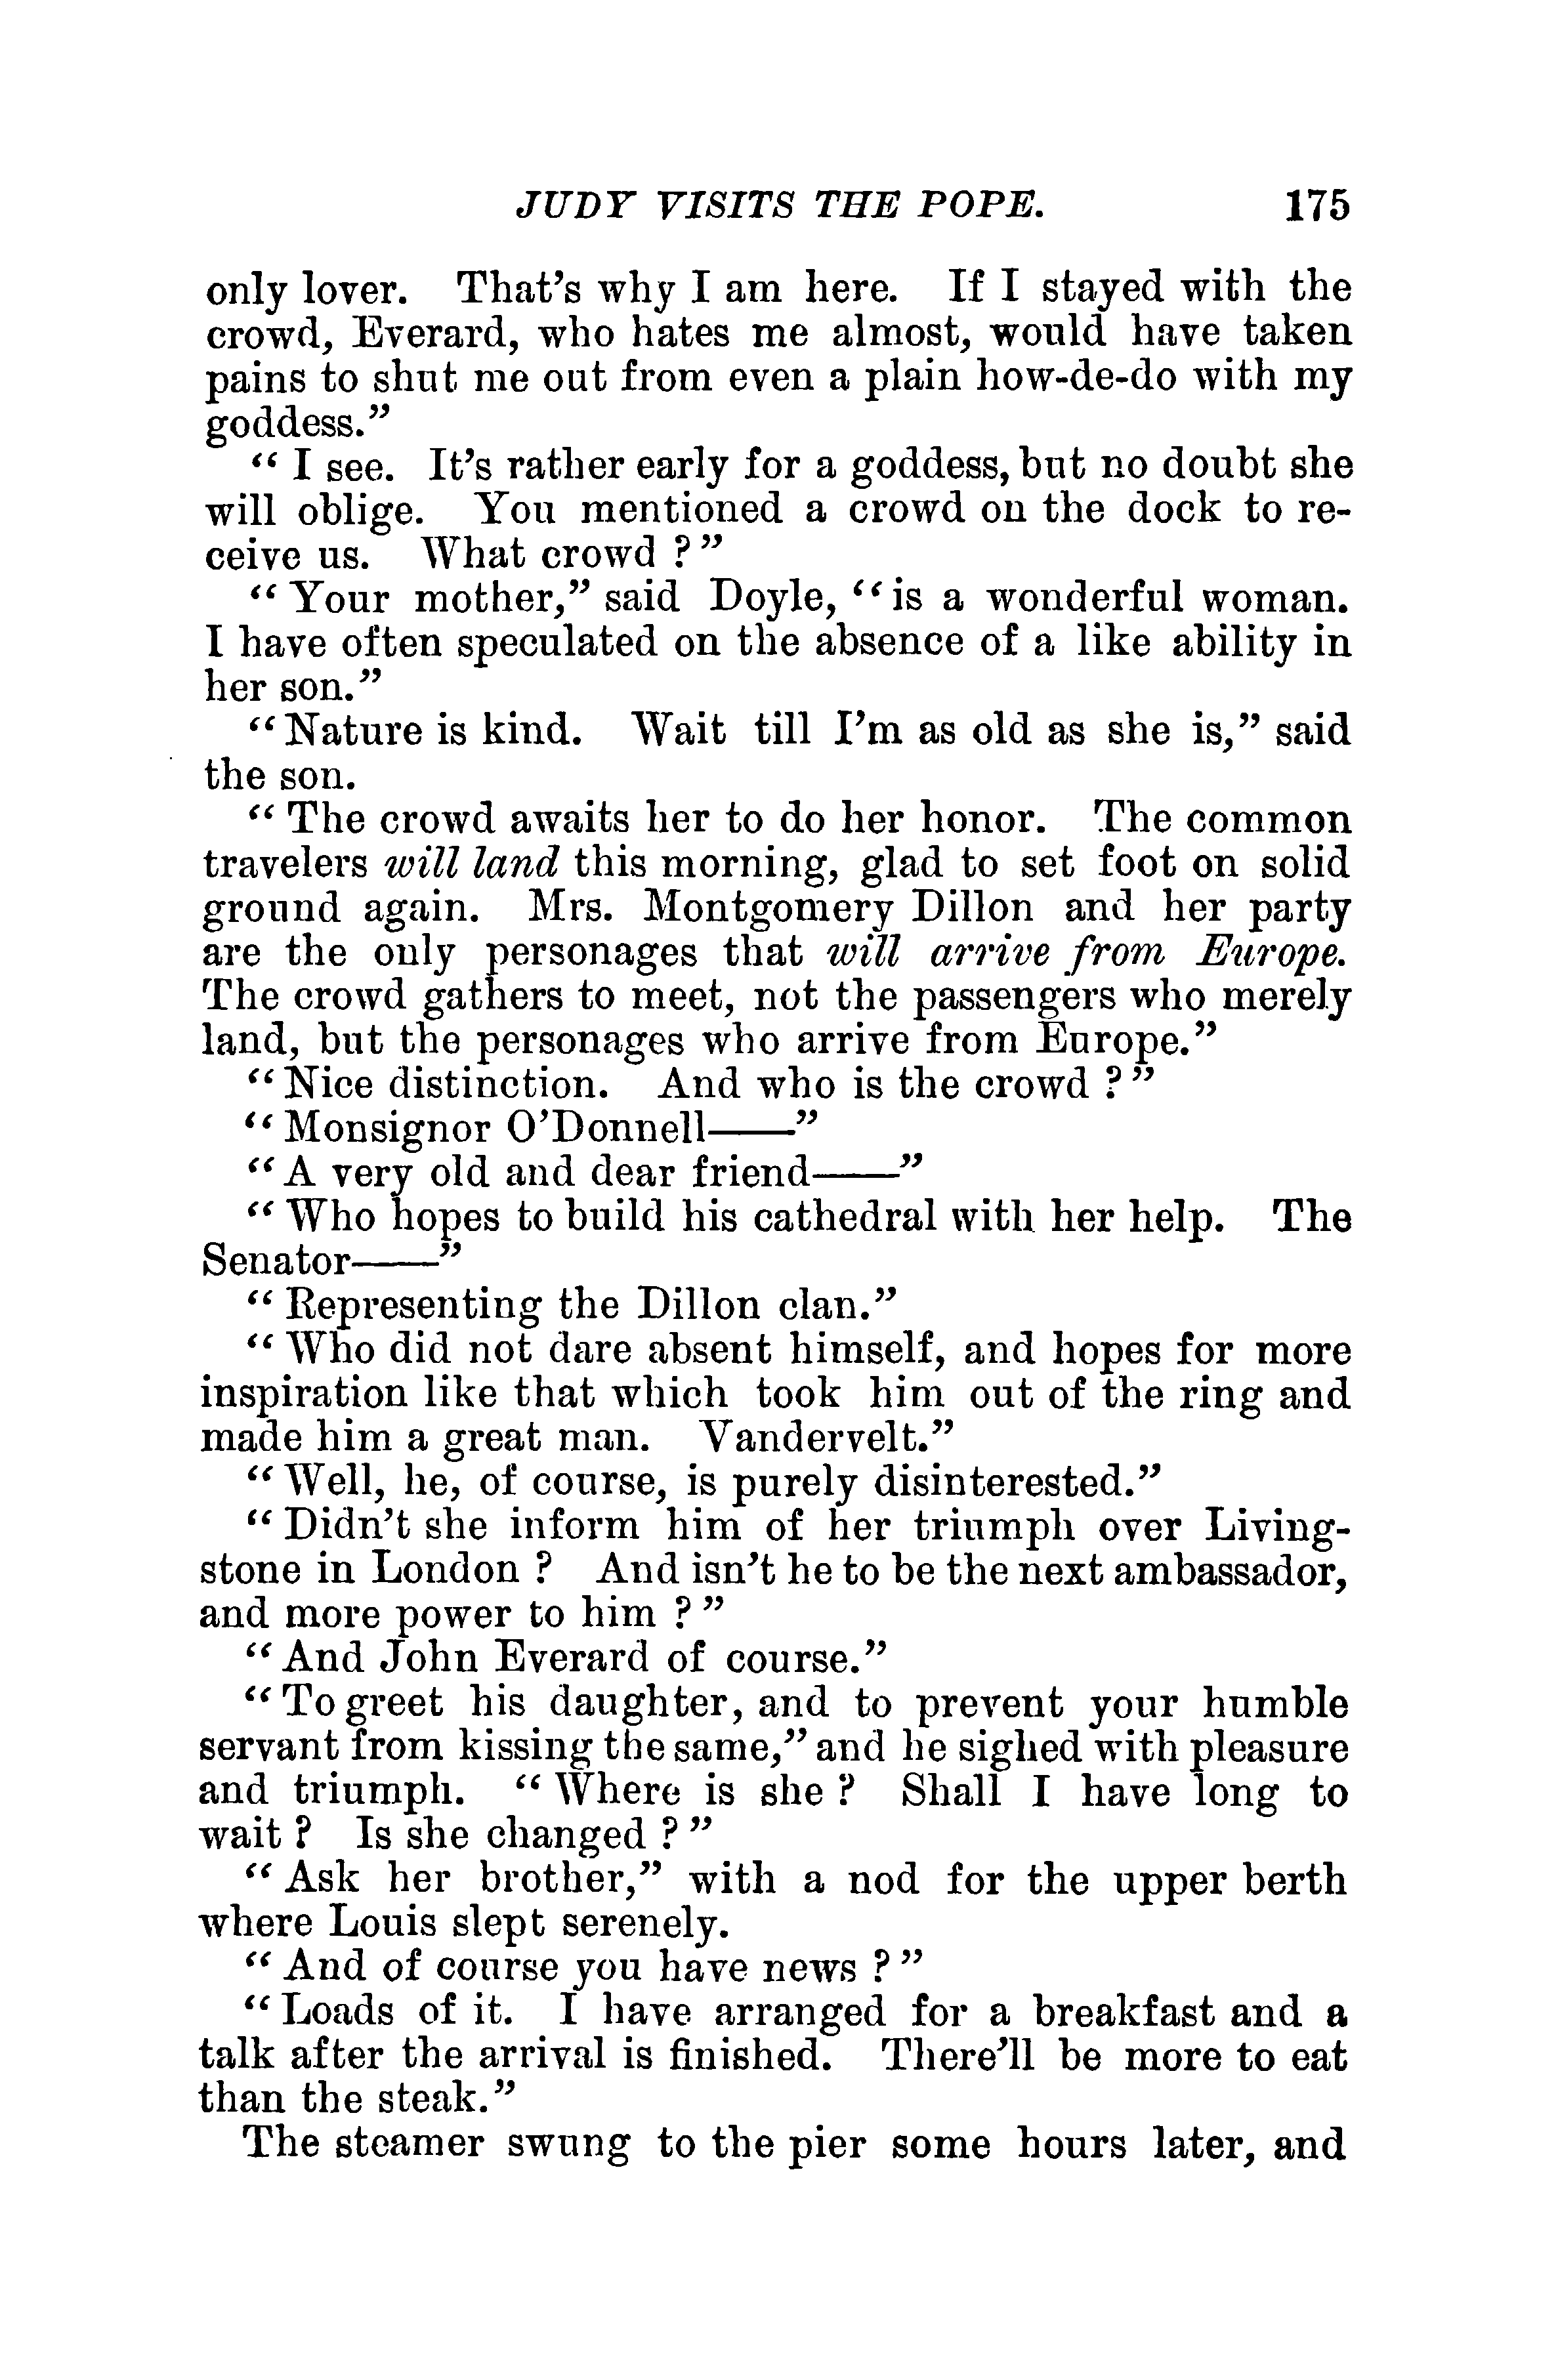 JUDY VISITS THE POPE. 175
only lover. That’s why I am here. If I stayed with the
crowd, Everard, who hates me almost, would have taken
pains to shut me out from even a plain how-de-do with my
goddess.”
“ I see. It’s rather early for a goddess, but no doubt she
will oblige. You mentioned a crowd on the dock to re-
ceive us. What crowd ? ”
“ Your mother,” said Doyle, “is a wonderful woman.
I have often speculated on the absence of a like ability in
her son.”
“Nature is kind. Wait till I’m as old as she is,” said
the son.
“ The crowd awaits her to do her honor. The common
travelers will land this morning, glad to set foot on solid
ground again. Mrs. Montgomery Dillon and her party
are the only personages that will arrive from Europe.
The crowd gathers to meet, not the passengers who merely
land, but the personages who arrive from Europe.”
“Nice distinction. And who is the crowd ? ”
“ Monsignor O’Donnell——”
“ A very old and dear friend——”
“ Who hopes to build his cathedral with her help. The
Senator——”
“ Representing the Dillon clan.”
“ Who did not dare absent himself, and hopes for more
inspiration like that which took him out of the ring and
made him a great man. Vandervelt.”
“ Well, he, of course, is purely disinterested.”
“ Didn’t she inform him of her triumph over Living-
stone in London ? And isn’t he to be the next ambassador,
and more power to him ? ”
“ And John Everard of course.”
“ To greet his daughter, and to prevent your humble
servant from kissing the same,” and he sighed with pleasure
and triumph. “ Where is she ? Shall I have long to
wait ? Is she changed ? ”
“ Ask her brother,” with a nod for the upper berth
where Louis slept serenely.
“ And of course you have news ? ”
“ Loads of it. I have arranged for a breakfast and a
talk after the arrival is finished. There’ll be more to eat
than the steak.”
The steamer swung to the pier some hours later, and